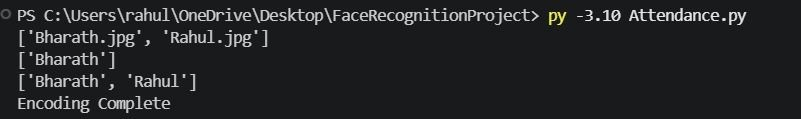 PS C:\Users\rahul\OneDrive\Desktop\FaceRecognitionProject> py -3.10 Attendance.py
['Bharath.jpg', 'Rahul.jpg']
['Bharath']
['Bharath', 'Rahul']
Encoding Complete